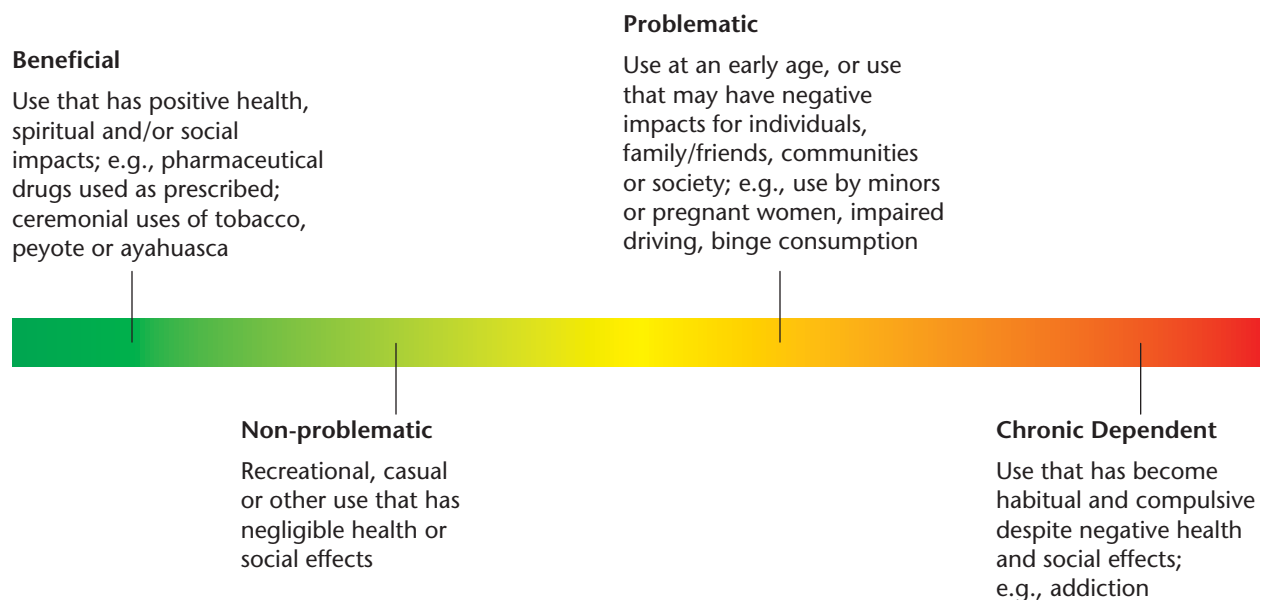 Beneficial
Use that has positive health,
spiritual and/or social
impacts; e.g., pharmaceutical
drugs used as prescribed;
ceremonial uses of tobacco,
peyote or ayahuasca
Problematic
Use at an early age, or use
that may have negative
impacts for individuals,
family/friends, communities
or society; e.g., use by minors
or pregnant women, impaired
driving, binge consumption
Non-problematic
Recreational, casual
or other use that has
negligible health or
social effects
Chronic Dependent
Use that has become
habitual and compulsive
despite negative health
and social effects;
e.g., addiction